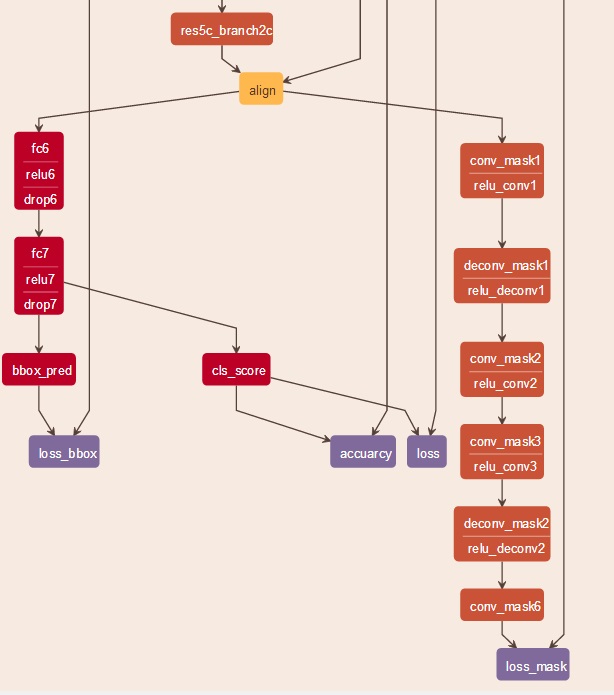 res5c_branch2c
align
fc6
relu6
drop6
conv_mask1
relu_conv1
fc7
relu7
drop7
deconv_mask1
relu_deconv1
bbox_pred
cls_score
conv_mask2
relu_conv2
loss_bbox
accuarcy
loss
conv_mask3
relu_conv3
deconv_mask2
relu_deconv2
conv_mask6
loss_mask